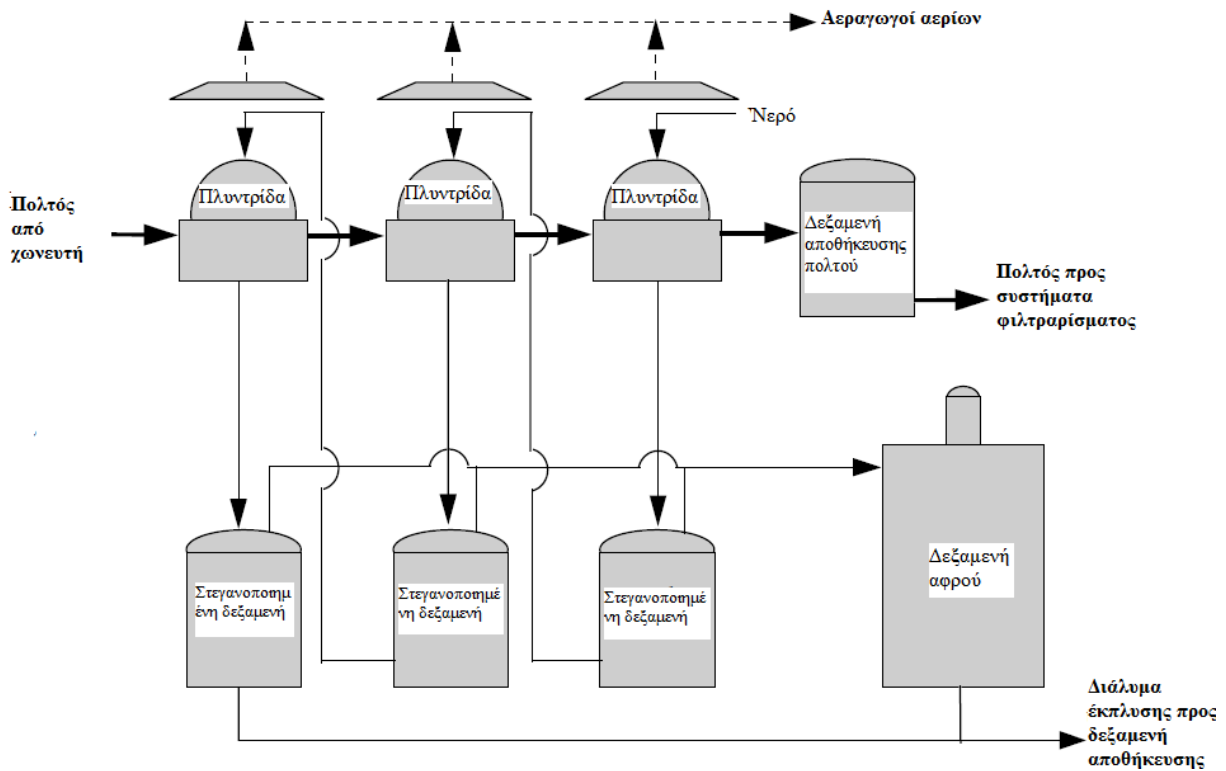 Αεραγωγοί αερίων
Ἢερό
Πλυντρίδα
Πλυντρίδα
Πλυντρίδα
Πολτός
από
χωνευτή
Δεξαμενή
αποθήκευσης
πολτού
Πολτός προς
συστήματα
φιλτραρίσματος
Στεγανοποιημ
ένη δεξαμενή
Στεγανοποιημέ
νη δεξαμενή
Στεγανοποιημέ
νη δεξαμενή
Δεξαμενή
αφρού
Διάλυμα
έκπλυσης προς
δεξαμενή
αποθήκευσης